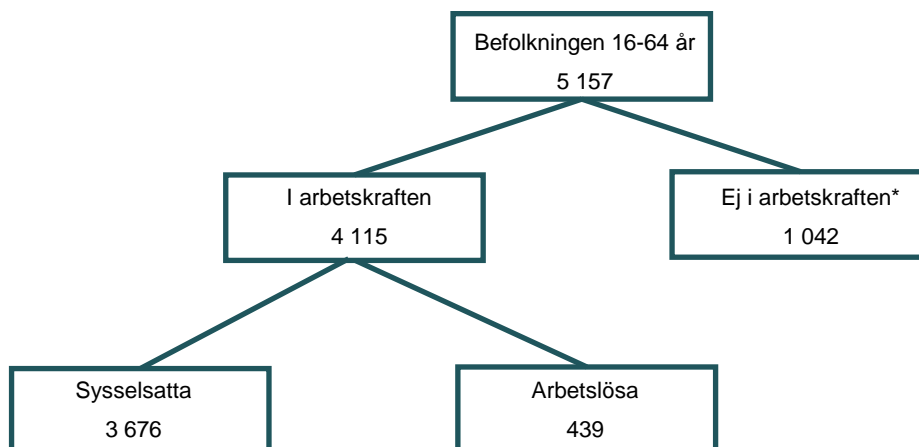 Befolkningen 16-64 år
5 157
I arbetskraften
4 115
Ej i arbetskraften*
1 042
Sysselsatta
3 676
Arbetslösa
439